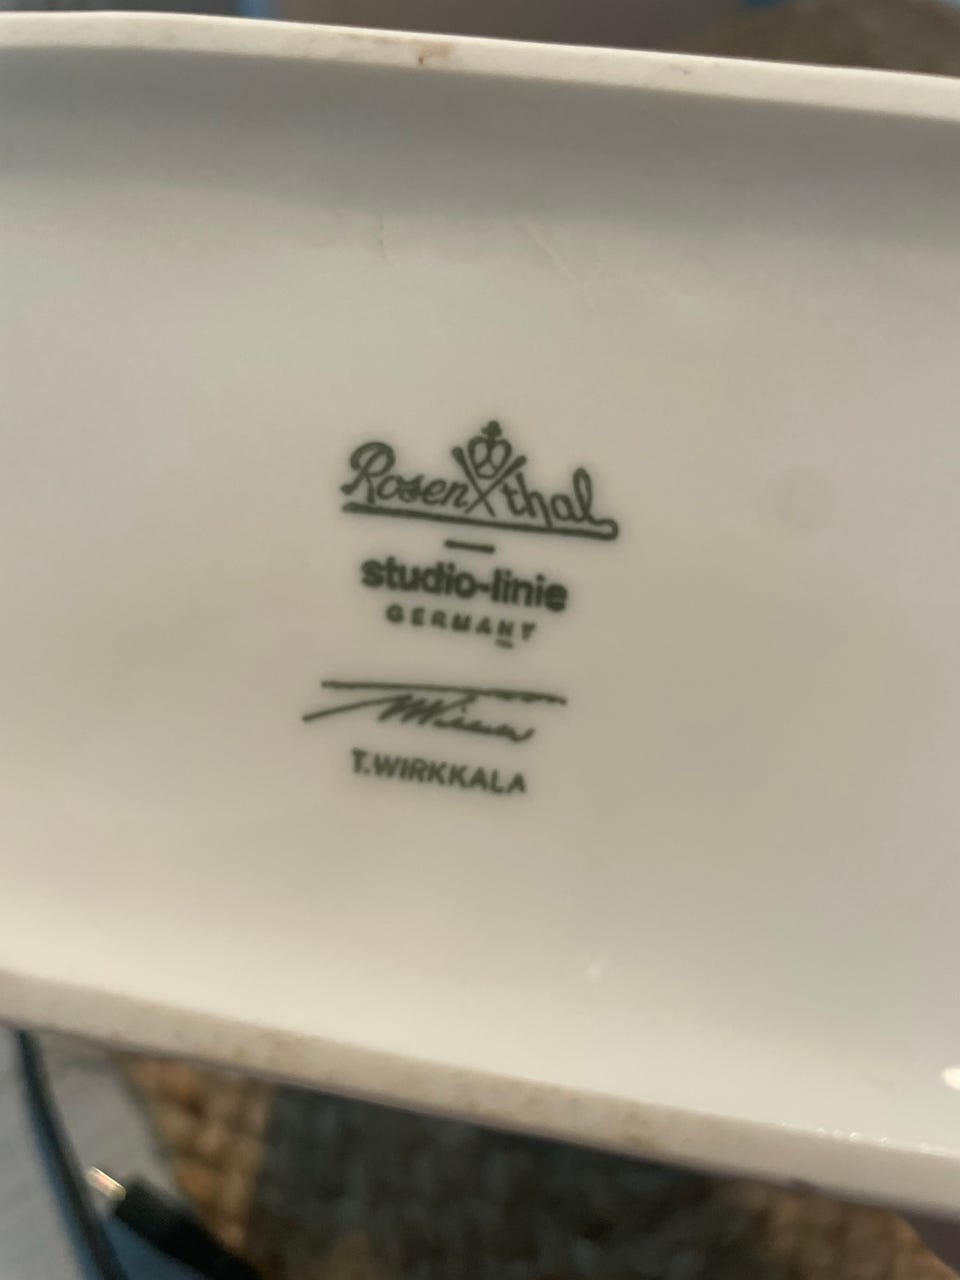 Rosenthal
studio-linie
GERMANY
T.WIRKKALA